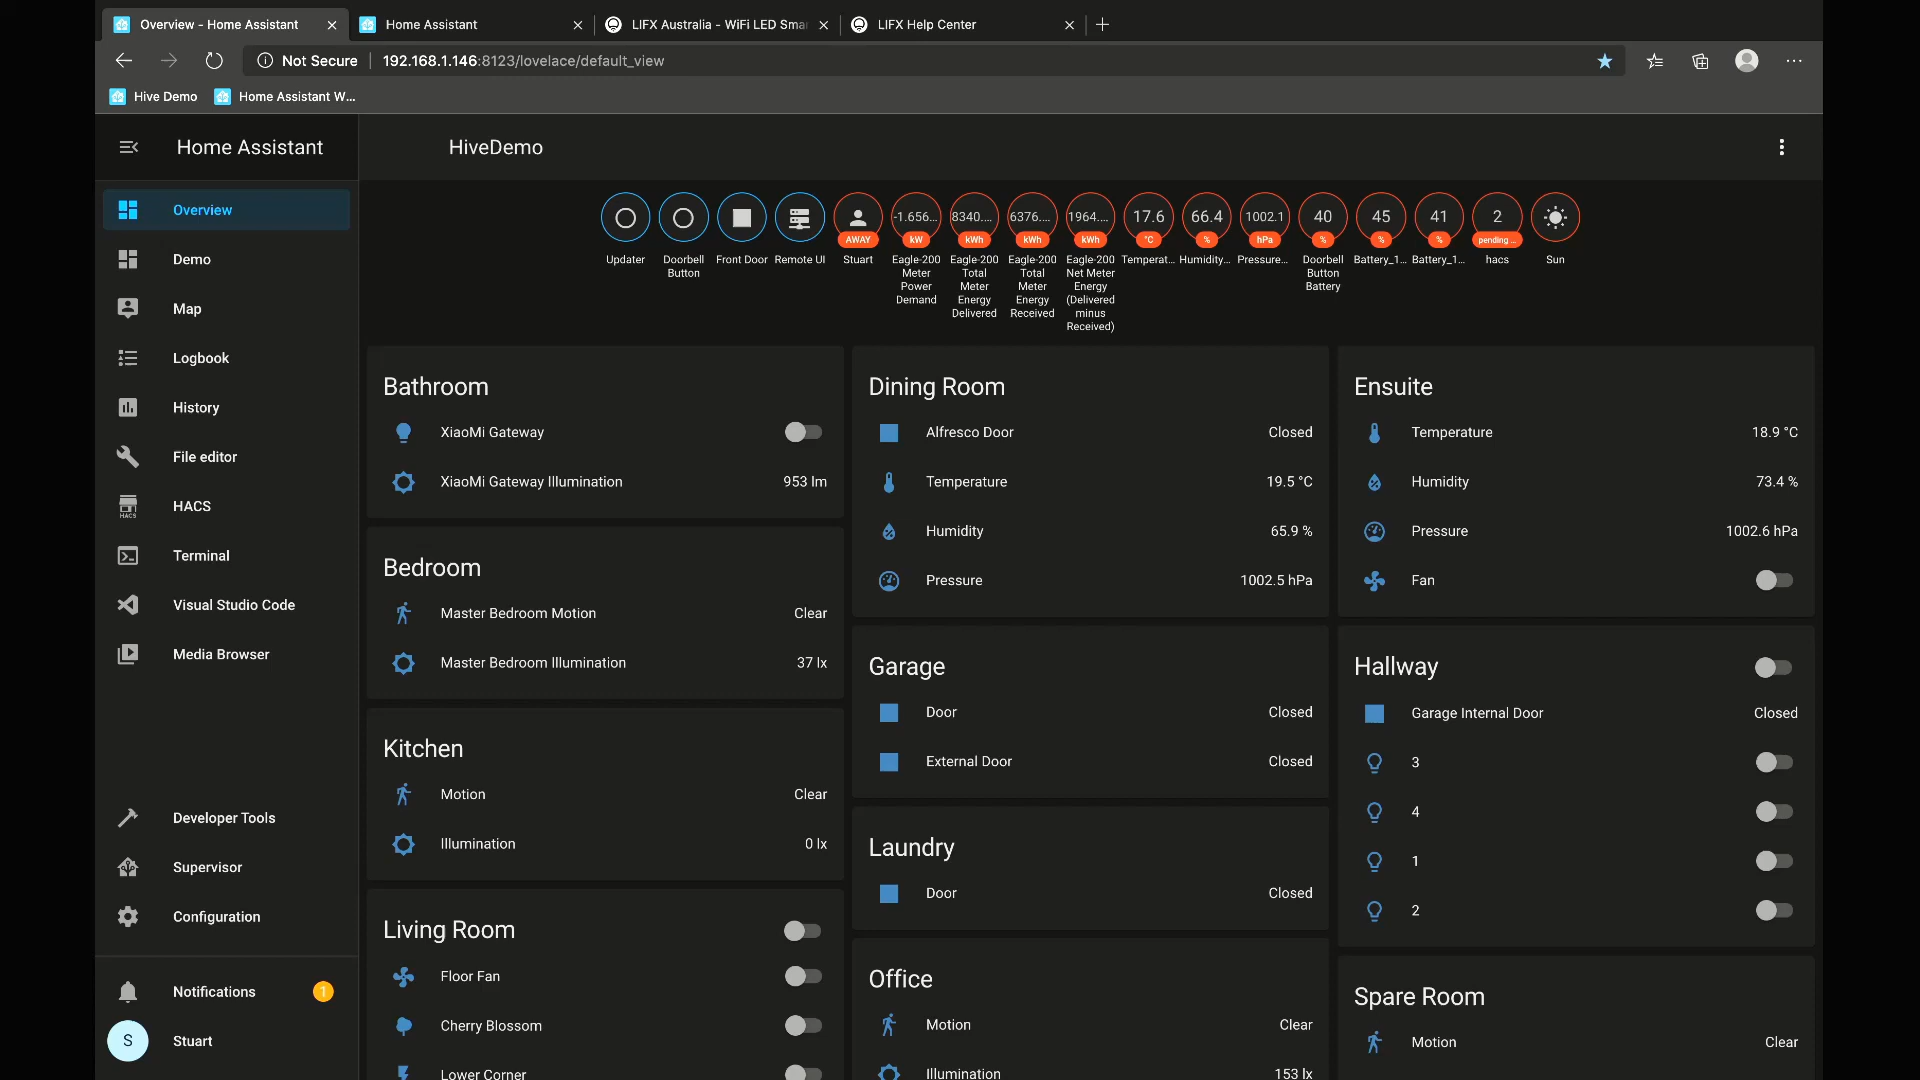 Overview - Home Assistant
Home Assistant
LIFX Australia - WiFi LED Sma
LIFX Help Center
Not Secure
192.168.1.146:8123/lovelace/default_view
Hive Demo
Home Assistant W...
Home Assistant
HiveDemo
Overview
Demo
Map
Logbook
History
File editor
HACS
HACS
Terminal
Visual Studio Code
Media Browser
Developer Tools
Supervisor
Configuration
Notifications
1
S
Stuart
Updater
Doorbell
Button
Front Door
Remote UI
AWAY
Stuart
-1.656...
kW
Eagle-200
Meter
Power
Demand
8340....
kWh
Eagle-200
Total
Meter
Energy
Delivered
6376....
kWh
Eagle-200
Total
Meter
Energy
Received
1964....
kWh
Eagle-200
Net Meter
Energy
(Delivered
minus
Received)
17.6
°C
Temperat...
66.4
%
Humidity...
1002.1
hPa
Pressure...
40
%
Doorbell
Button
Battery
45
%
Battery_1...
41
%
Battery_1...
2
pending ...
hacs
Sun
Bathroom
XiaoMi Gateway
XiaoMi Gateway Illumination 953 lm
Bedroom
Master Bedroom Motion Clear
Master Bedroom Illumination 37 lx
Kitchen
Motion Clear
Illumination 0 lx
Living Room
Floor Fan
Cherry Blossom
Lower Corner
Dining Room
Alfresco Door Closed
Temperature 19.5 °C
Humidity 65.9 %
Pressure 1002.5 hPa
Garage
Door Closed
External Door Closed
Laundry
Door Closed
Office
Motion Clear
Illumination 153 lx
Ensuite
Temperature 18.9 °C
Humidity 73.4 %
Pressure 1002.6 hPa
Fan
Hallway
Garage Internal Door Closed
3
4
1
2
Spare Room
Motion Clear